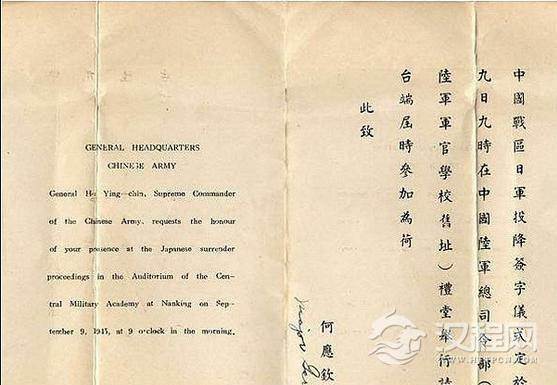 GENERAL HEADQUARTERS
CHINESE ARMY
General Ho Ying—chin, Supreme Commander
of the Chinese Army, requests the honour
of your presence at the Japanese surrender
proceedings in the Auditorium of the Cen-
tral Military Academy at Nanking on Sep-
tember 9, 1945, at 9 o'clock in the morning.
中國戰區日軍投降簽字儀式定於
九日九時在中國陸軍總司令部
陸軍軍官學校舊址）禮堂舉行請
台端屆時參加為荷
此致
何應欽
Major
汉程网